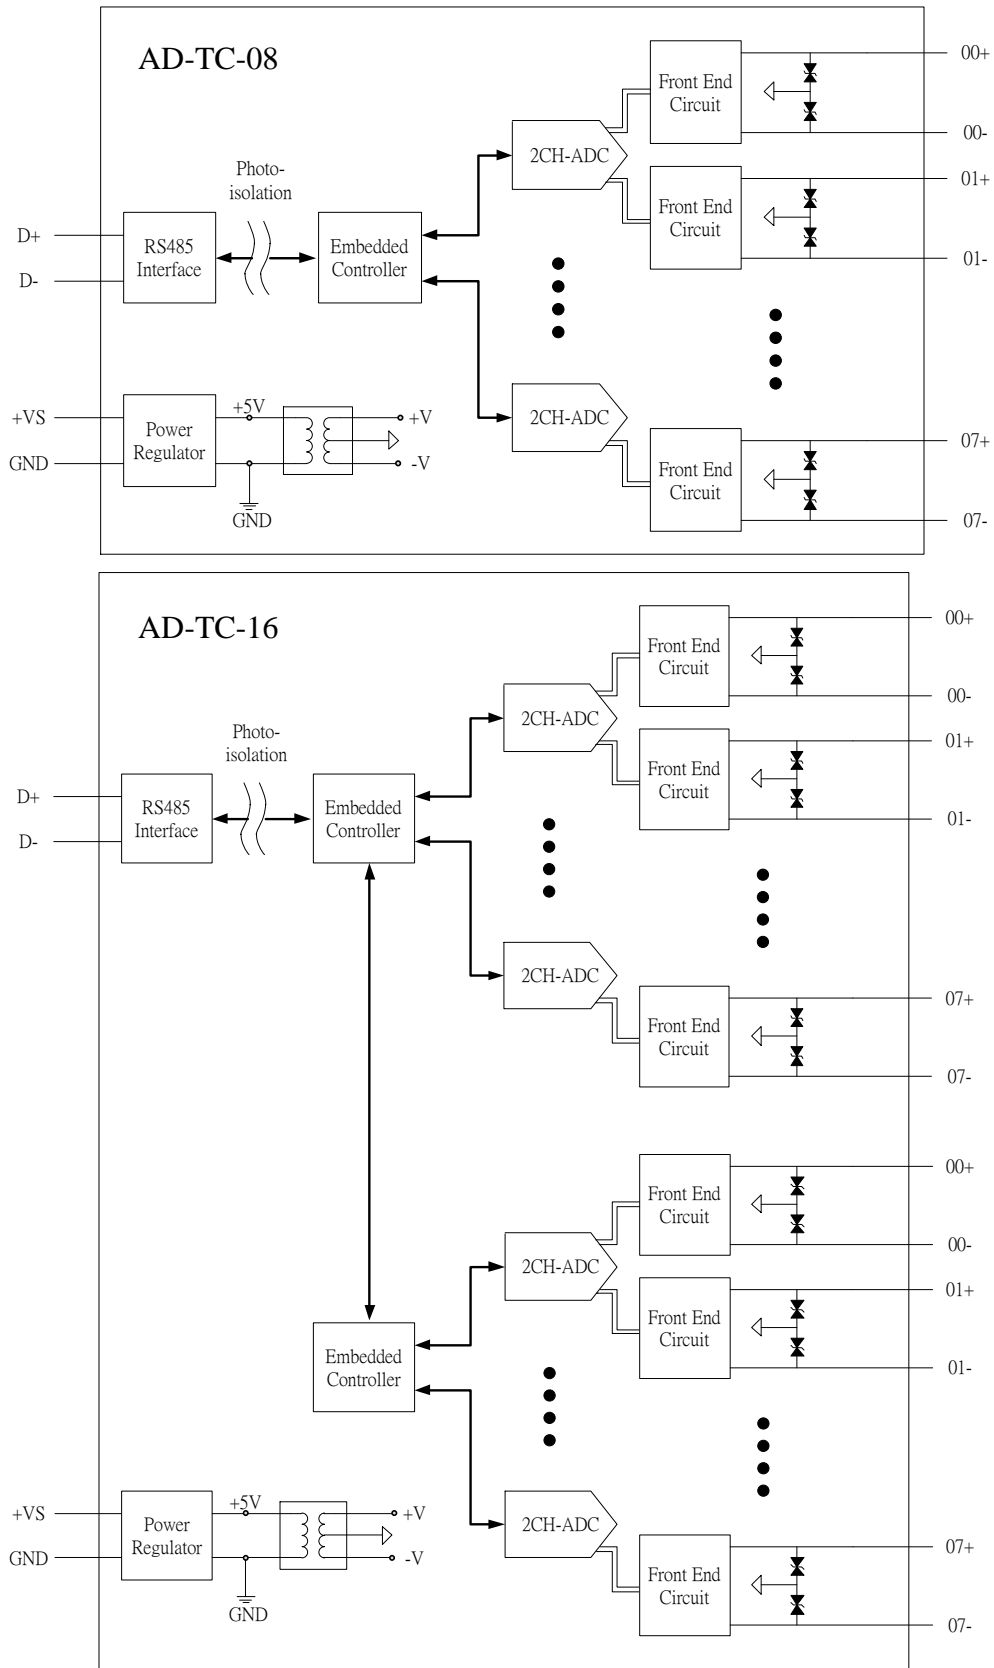 AD-TC-08
00+
Front End
Circuit
00-
2CH-ADC
Photo-
isolation
01+
Front End
Circuit
01-
D+
D-
RS485
Interface
Embedded
Controller
2CH-ADC
+VS
GND
Power
Regulator
+5V
+V
-V
GND
07+
Front End
Circuit
07-
AD-TC-16
00+
Front End
Circuit
00-
2CH-ADC
Photo-
isolation
01+
Front End
Circuit
01-
D+
D-
RS485
Interface
Embedded
Controller
2CH-ADC
07+
Front End
Circuit
07-
00+
Front End
Circuit
00-
2CH-ADC
01+
Front End
Circuit
01-
Embedded
Controller
+VS
GND
Power
Regulator
+5V
+V
-V
GND
2CH-ADC
07+
Front End
Circuit
07-